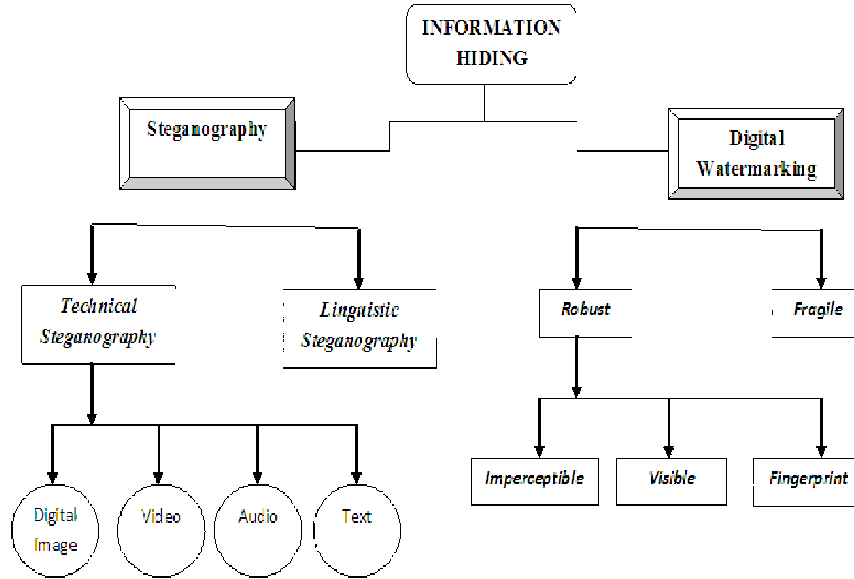 INFORMATION
HIDING
Steganography
Digital
Watermarking
Technical
Steganography
Linguistic
Steganography
Robust
Fragile
Imperceptible
Visible
Fingerprint
Digital
Image
Video
Audio
Text